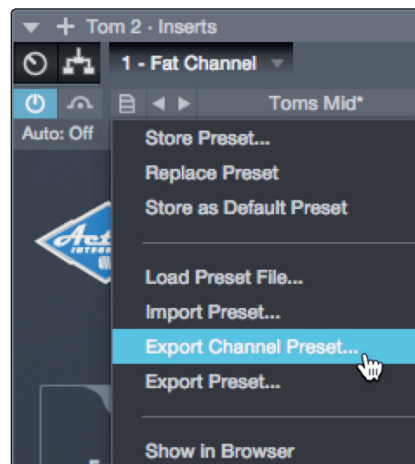 Tom 2 · Inserts
1 - Fat Channel
Toms Mid*
Auto: Off
Store Preset...
Replace Preset
Store as Default Preset
Load Preset File...
Import Preset...
Export Channel Preset...
Export Preset...
Show in Browser